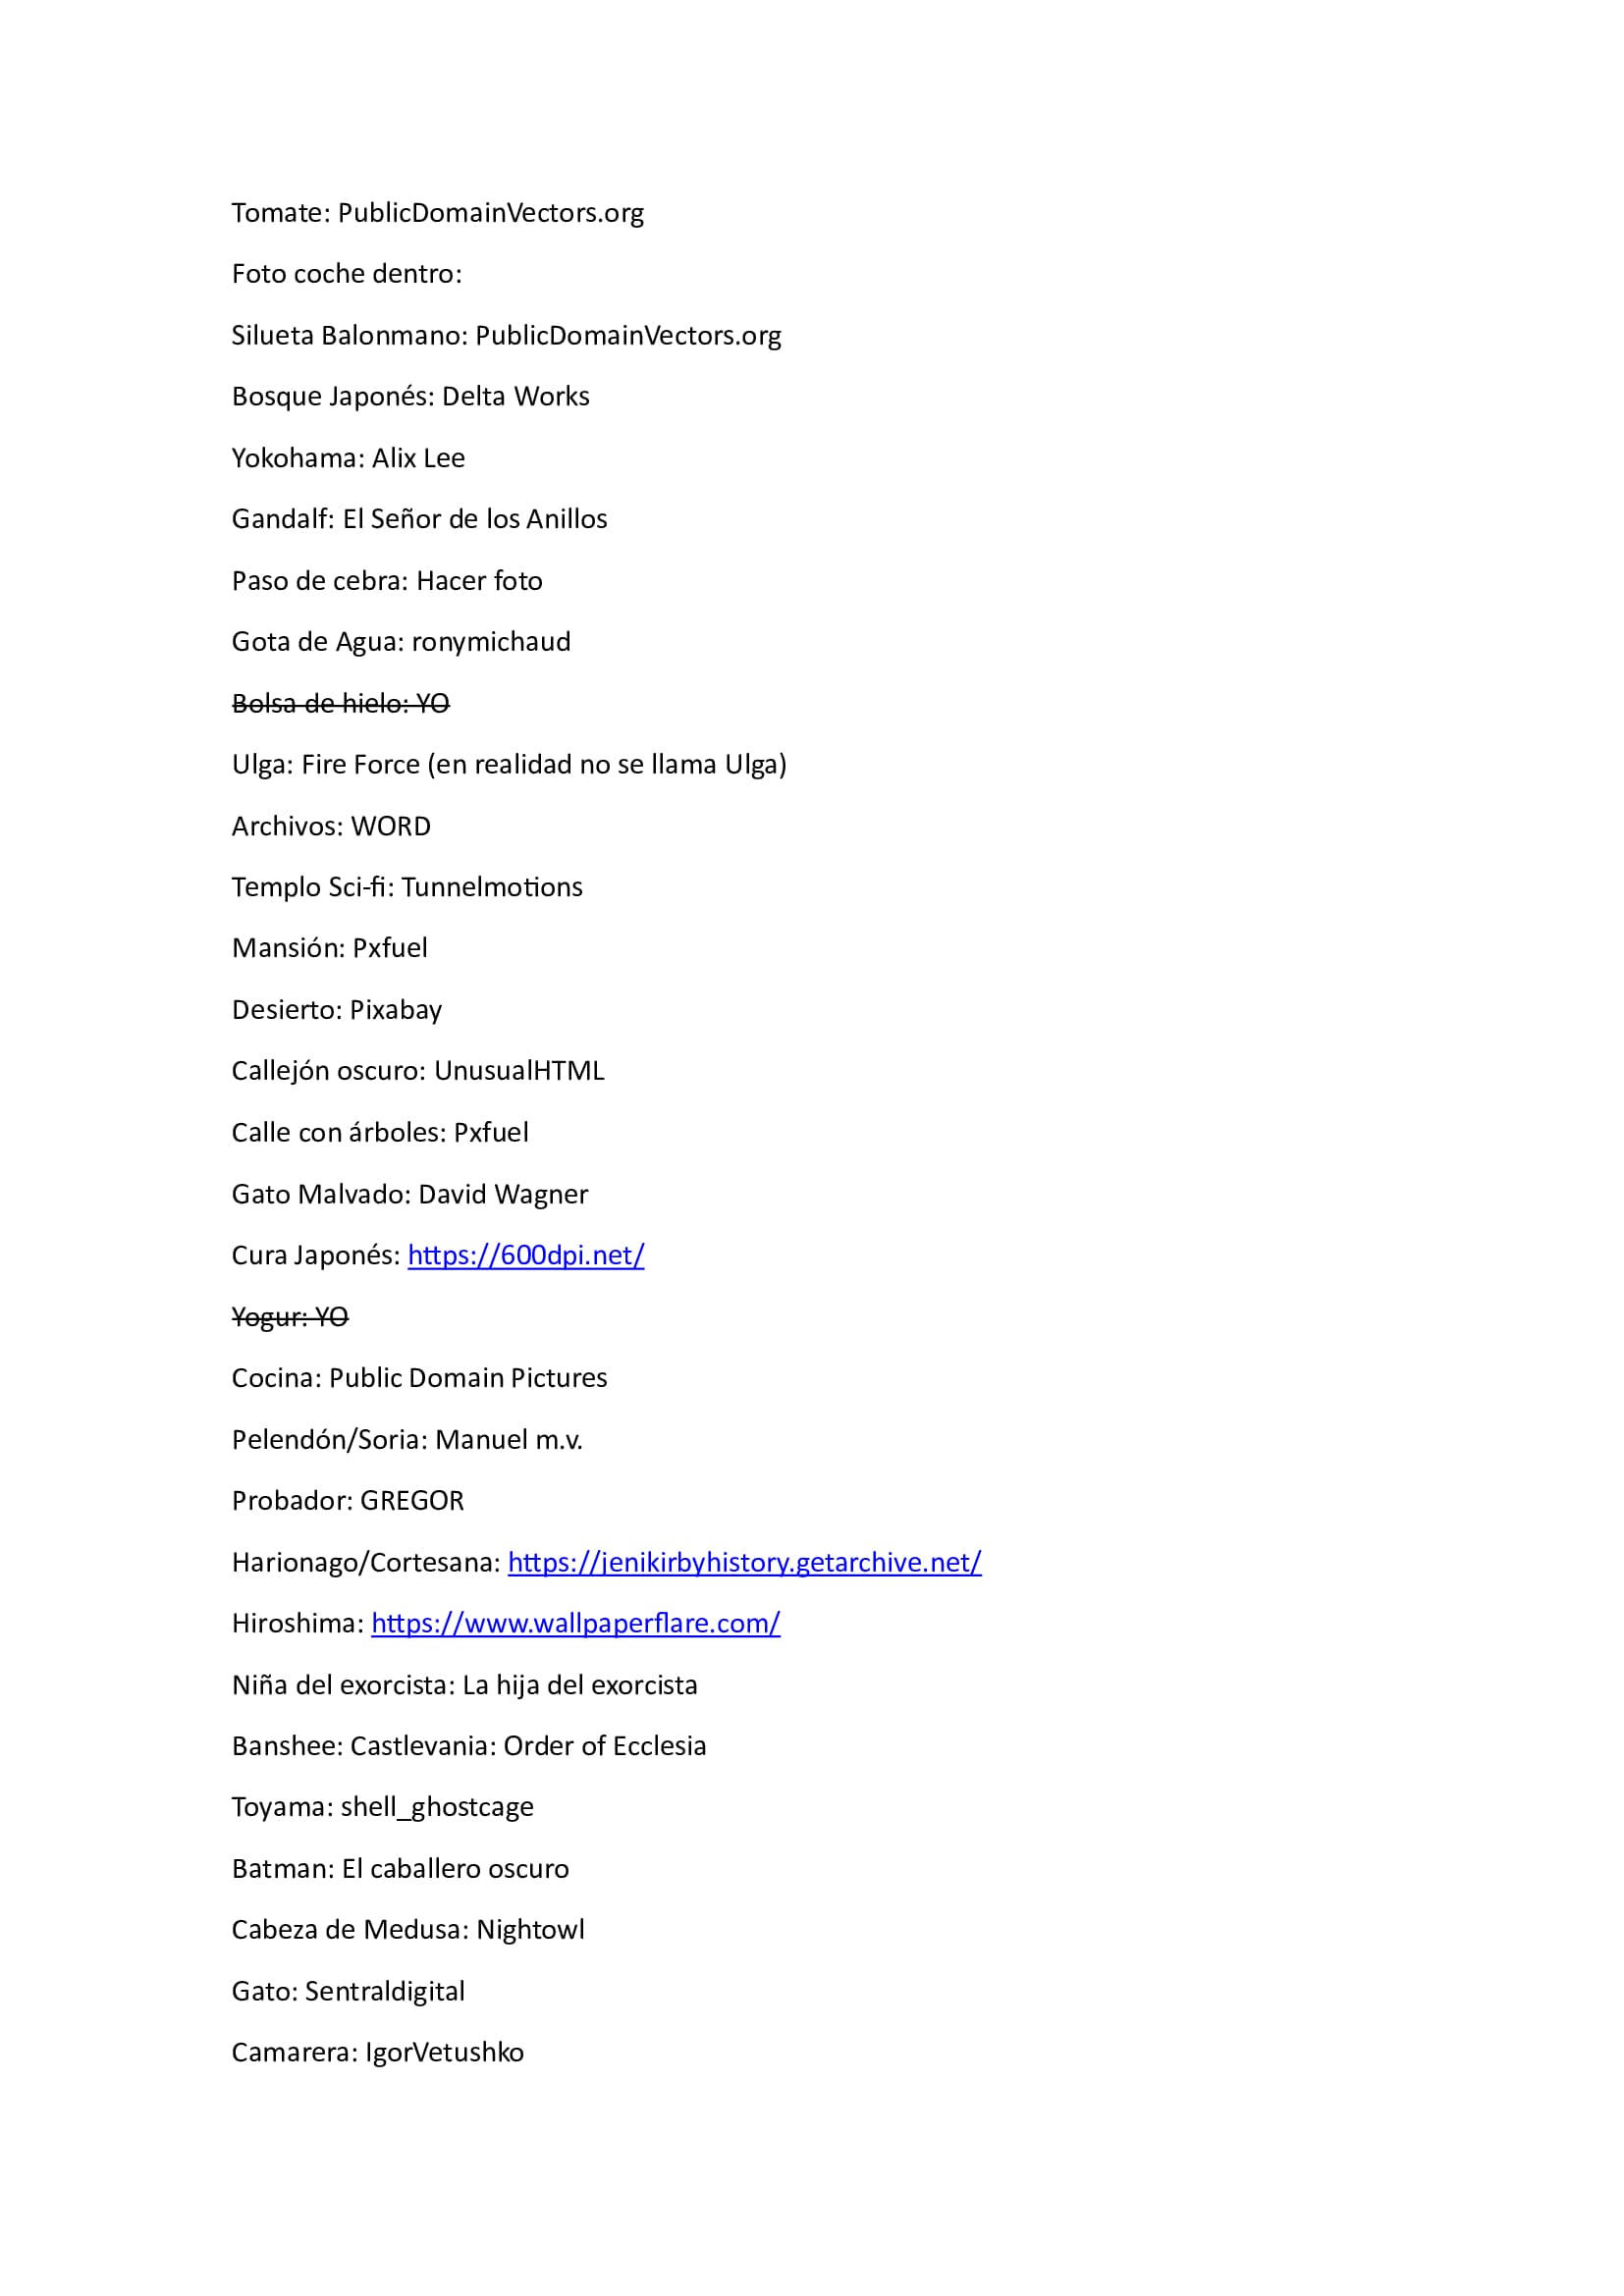 Tomate: PublicDomainVectors.org
Foto coche dentro:
Silueta Balonmano: PublicDomainVectors.org
Bosque Japonés: Delta Works
Yokohama: Alix Lee
Gandalf: El Señor de los Anillos
Paso de cebra: Hacer foto
Gota de Agua: ronymichaud
Bolsa de hielo: YO
Ulga: Fire Force (en realidad no se llama Ulga)
Archivos: WORD
Templo Sci-fi: Tunnelmotions
Mansión: Pxfuel
Desierto: Pixabay
Callejón oscuro: UnusualHTML
Calle con árboles: Pxfuel
Gato Malvado: David Wagner
Cura Japonés: https://600dpi.net/
Yogur: YO
Cocina: Public Domain Pictures
Pelendón/Soria: Manuel m.v.
Probador: GREGOR
Harionago/Cortesana: https://jenikirbyhistory.getarchive.net/
Hiroshima: https://www.wallpaperflare.com/
Niña del exorcista: La hija del exorcista
Banshee: Castlevania: Order of Ecclesia
Toyama: shell_ghostcage
Batman: El caballero oscuro
Cabeza de Medusa: Nightowl
Gato: Sentraldigital
Camarera: IgorVetushko